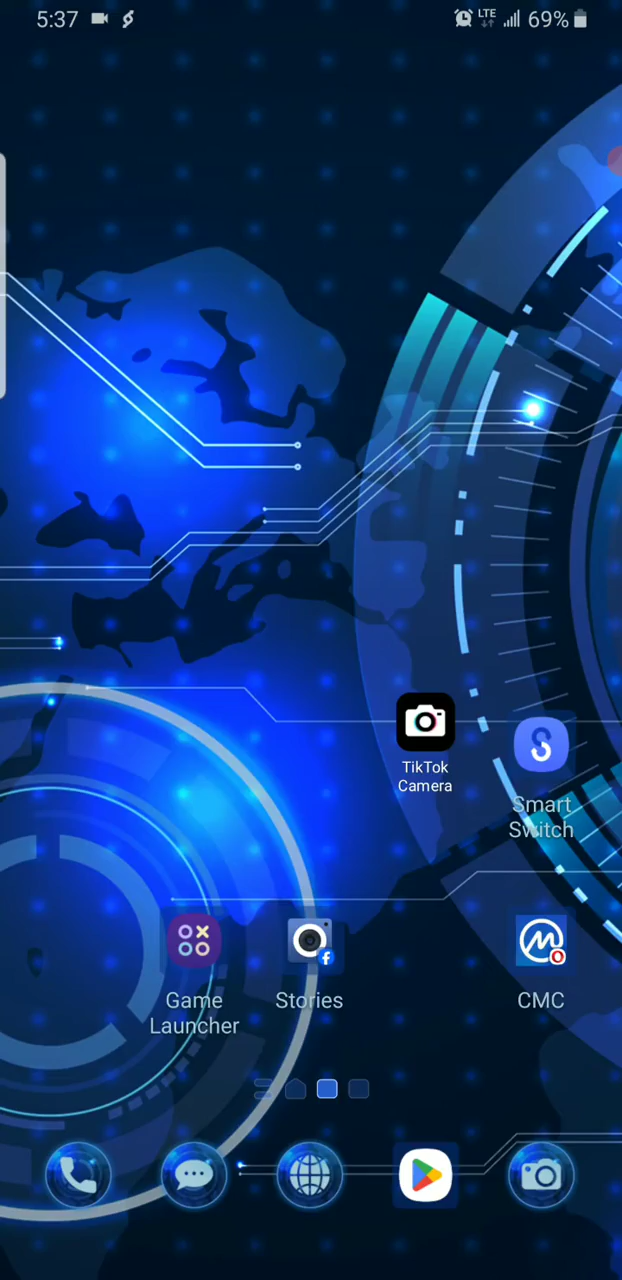 5:37
LTE
69%
TikTok
Camera
Smart
Switch
Game
Launcher
Stories
CMC